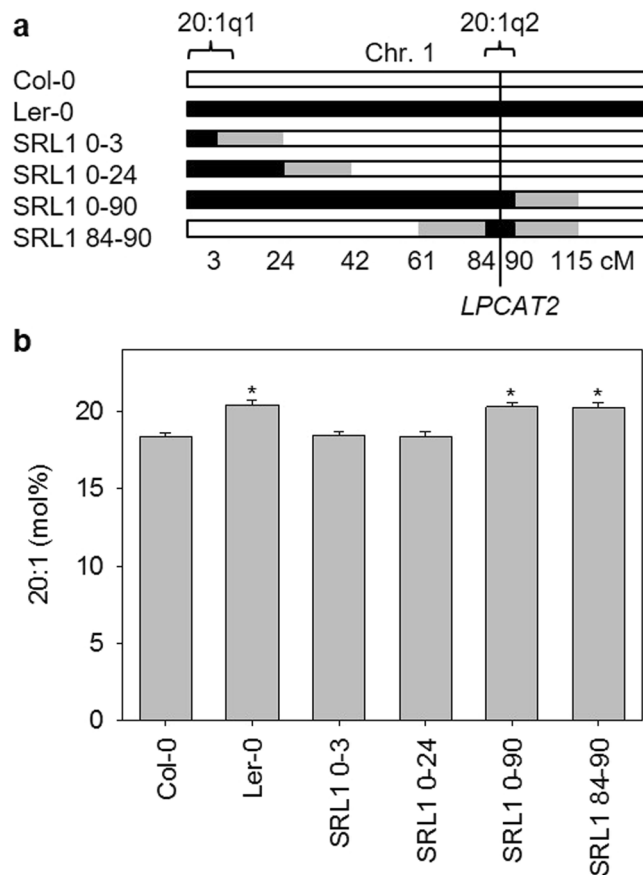 a
20:1q1 20:1q2
Chr. 1
Col-0
Ler-0
SRL1 0-3
SRL1 0-24
SRL1 0-90
SRL1 84-90
3 24 42 61 84 90 115 cM
LPCAT2
b
20:1 (mol%)
20
15
10
5
0
* * *
Col-0
Ler-0
SRL1 0-3
SRL1 0-24
SRL1 0-90
SRL1 84-90